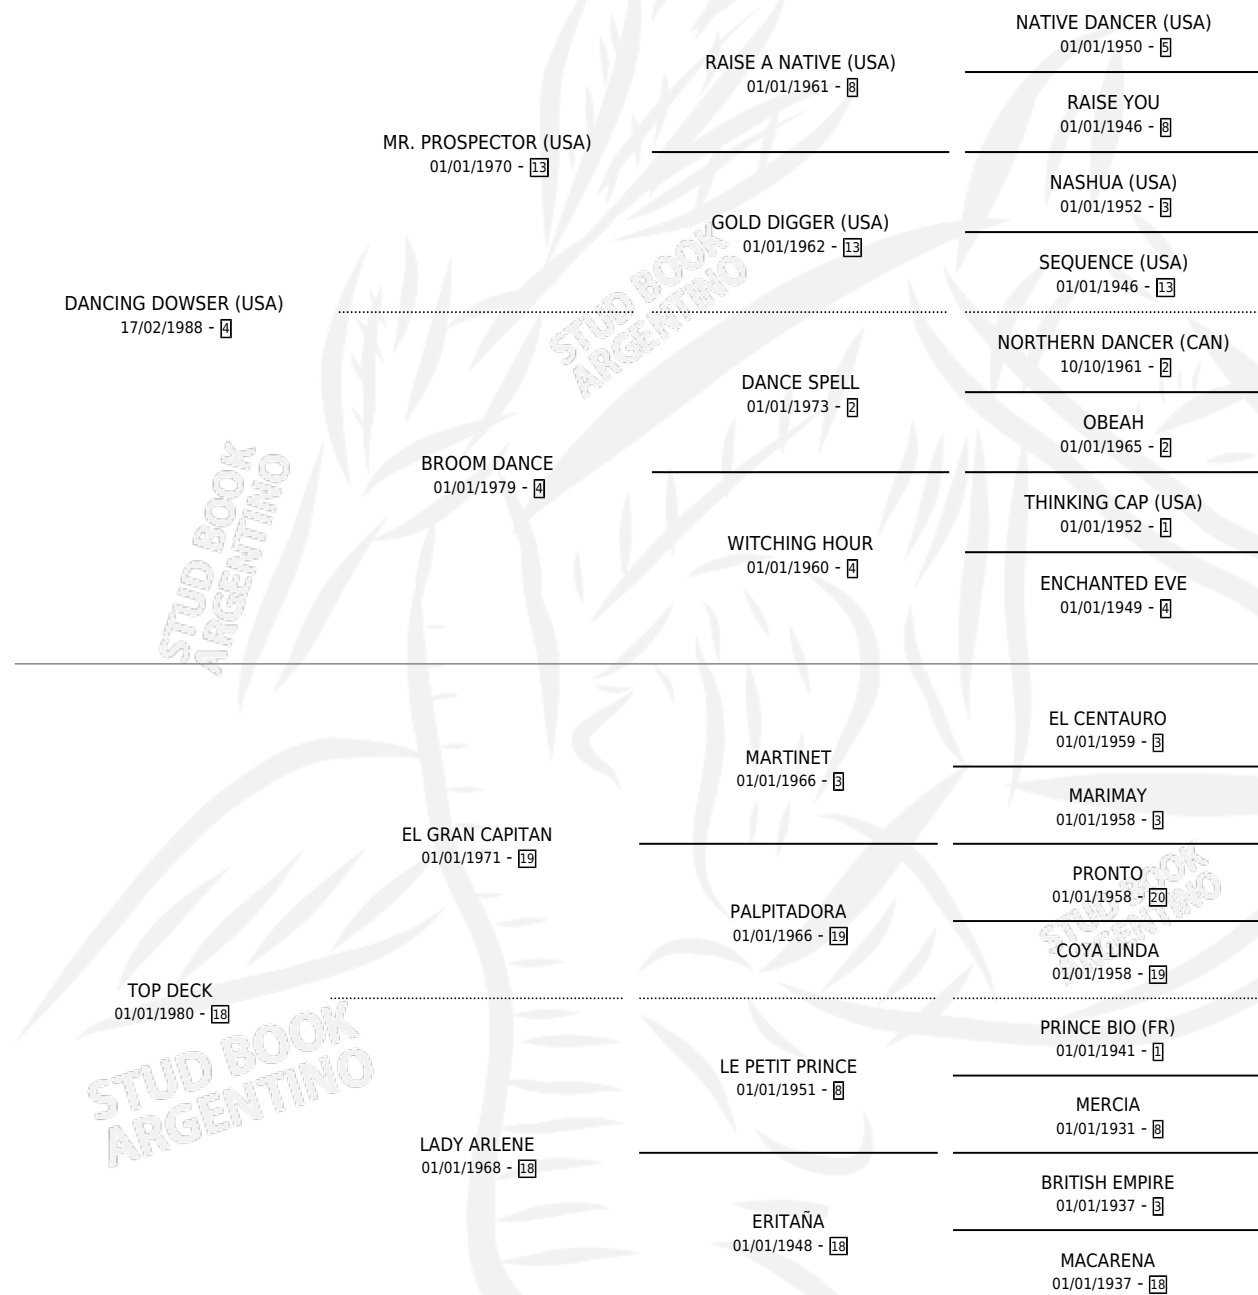 NATIVE DANCER (USA)
01/01/1950 - 5
RAISE A NATIVE (USA)
01/01/1961 - 8
RAISE YOU
01/01/1946 - 8
MR. PROSPECTOR (USA)
01/01/1970 - 13
NASHUA (USA)
01/01/1952 - 3
GOLD DIGGER (USA)
01/01/1962 - 13
SEQUENCE (USA)
01/01/1946 - 13
DANCING DOWSER (USA)
17/02/1988 - 4
NORTHERN DANCER (CAN)
10/10/1961 - 2
DANCE SPELL
01/01/1973 - 2
OBEAH
01/01/1965 - 2
BROOM DANCE
01/01/1979 - 4
THINKING CAP (USA)
01/01/1952 - 1
WITCHING HOUR
01/01/1960 - 4
ENCHANTED EVE
01/01/1949 - 4
EL CENTAURO
01/01/1959 - 3
MARTINET
01/01/1966 - 3
MARIMAY
01/01/1958 - 3
EL GRAN CAPITAN
01/01/1971 - 19
PRONTO
01/01/1958 - 20
PALPITADORA
01/01/1966 - 19
COYA LINDA
01/01/1958 - 19
TOP DECK
01/01/1980 - 18
PRINCE BIO (FR)
01/01/1941 - 1
LE PETIT PRINCE
01/01/1951 - 8
MERCIA
01/01/1931 - 8
LADY ARLENE
01/01/1968 - 18
BRITISH EMPIRE
01/01/1937 - 3
ERITAÑA
01/01/1948 - 18
MACARENA
01/01/1937 - 18
STUD BOOK
ARGENTINO
STUD BOOK
ARGENTINO
STUD BOOK
ARGENTINO
STUD BOOK
ARGENTINO